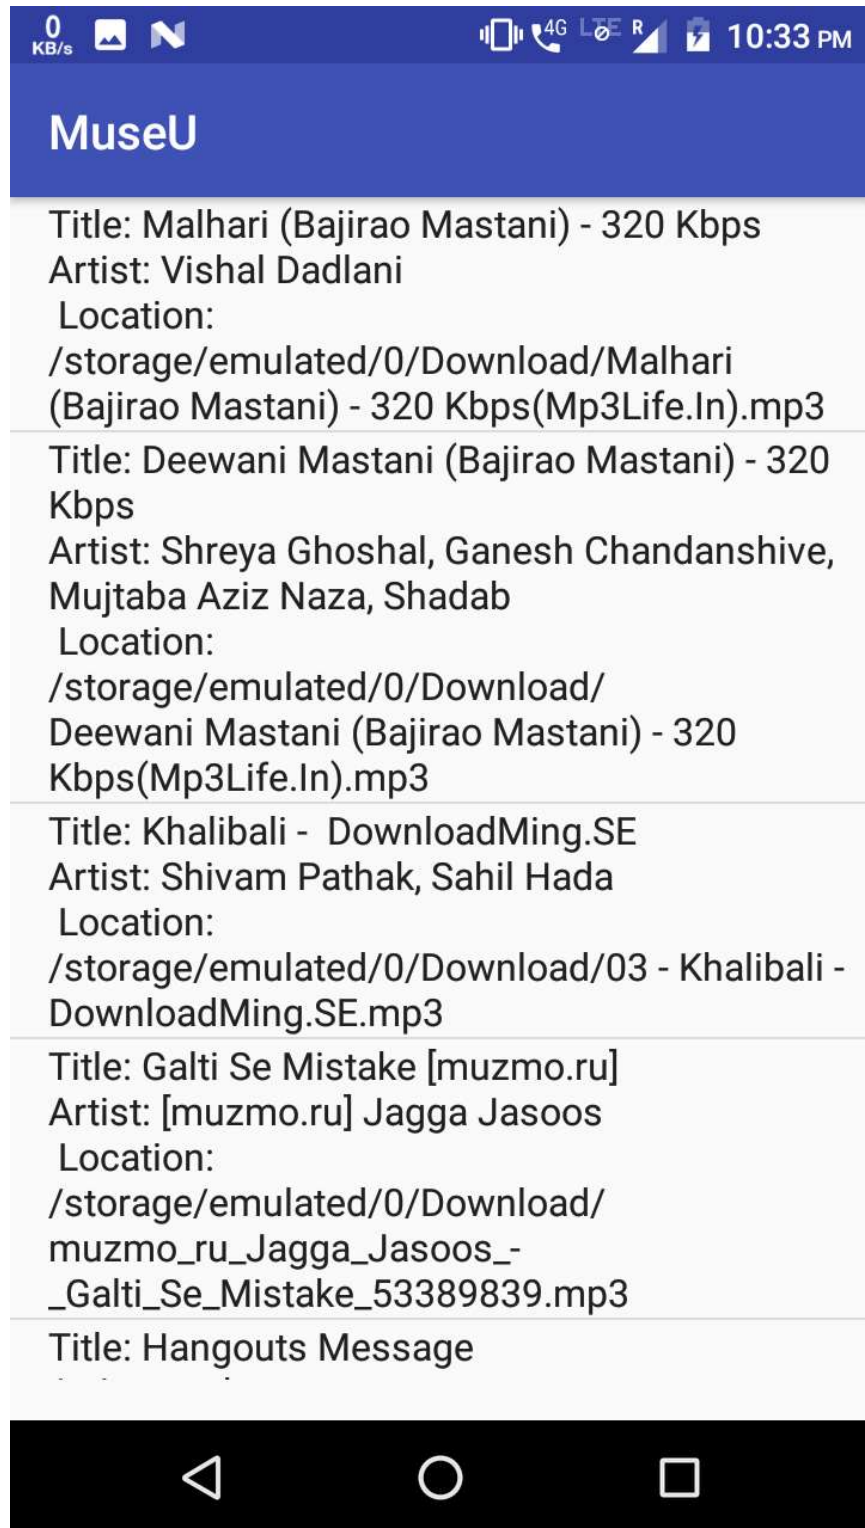 0
KB/s
4G LTE R 10:33 PM
MuseU
Title: Malhari (Bajirao Mastani) - 320 Kbps
Artist: Vishal Dadlani
Location:
/storage/emulated/0/Download/Malhari
(Bajirao Mastani) - 320 Kbps(Mp3Life.In).mp3
Title: Deewani Mastani (Bajirao Mastani) - 320
Kbps
Artist: Shreya Ghoshal, Ganesh Chandanshive,
Mujtaba Aziz Naza, Shadab
Location:
/storage/emulated/0/Download/
Deewani Mastani (Bajirao Mastani) - 320
Kbps(Mp3Life.In).mp3
Title: Khalibali -  DownloadMing.SE
Artist: Shivam Pathak, Sahil Hada
Location:
/storage/emulated/0/Download/03 - Khalibali -
DownloadMing.SE.mp3
Title: Galti Se Mistake [muzmo.ru]
Artist: [muzmo.ru] Jagga Jasoos
Location:
/storage/emulated/0/Download/
muzmo_ru_Jagga_Jasoos_-
_Galti_Se_Mistake_53389839.mp3
Title: Hangouts Message